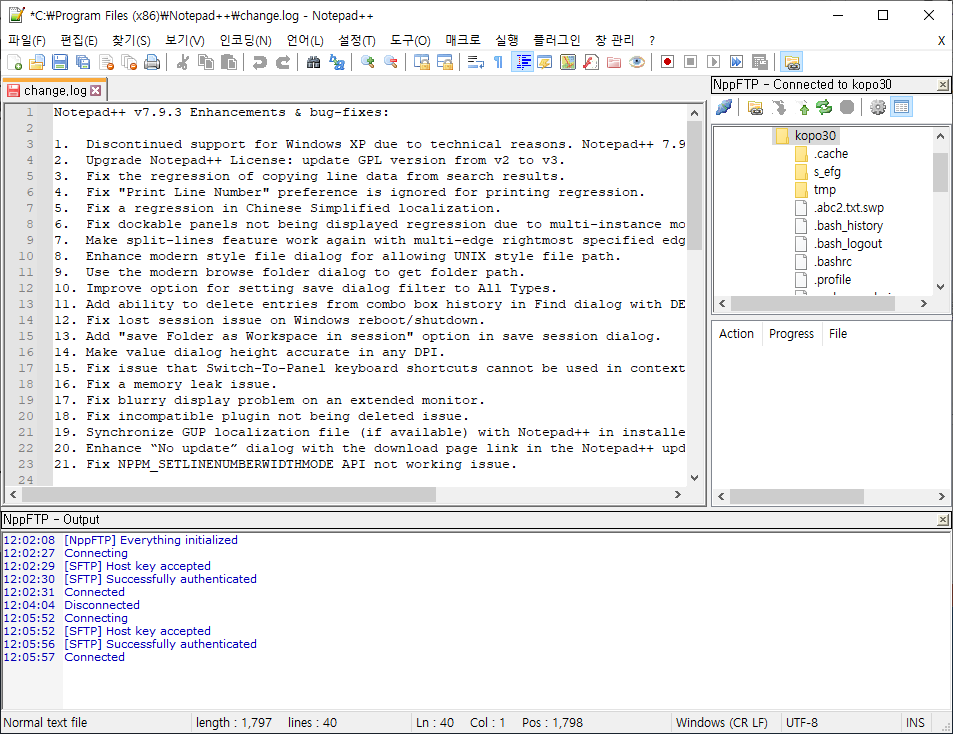 *C:₩Program Files (x86)₩Notepad++₩change.log - Notepad++
파일(F) 편집(E) 찾기(S) 보기(V) 인코딩(N) 언어(L) 설정(T) 도구(O) 매크로 실행 플러그인 창 관리 ? X
change.log
1 Notepad++ v7.9.3 Enhancements & bug-fixes:
2
3 1. Discontinued support for Windows XP due to technical reasons. Notepad++ 7.9
4 2. Upgrade Notepad++ License: update GPL version from v2 to v3.
5 3. Fix the regression of copying line data from search results.
6 4. Fix "Print Line Number" preference is ignored for printing regression.
7 5. Fix a regression in Chinese Simplified localization.
8 6. Fix dockable panels not being displayed regression due to multi-instance mo
9 7. Make split-lines feature work again with multi-edge rightmost specified edg
10 8. Enhance modern style file dialog for allowing UNIX style file path.
11 9. Use the modern browse folder dialog to get folder path.
12 10. Improve option for setting save dialog filter to All Types.
13 11. Add ability to delete entries from combo box history in Find dialog with DE
14 12. Fix lost session issue on Windows reboot/shutdown.
15 13. Add "save Folder as Workspace in session" option in save session dialog.
16 14. Make value dialog height accurate in any DPI.
17 15. Fix issue that Switch-To-Panel keyboard shortcuts cannot be used in context
18 16. Fix a memory leak issue.
19 17. Fix blurry display problem on an extended monitor.
20 18. Fix incompatible plugin not being deleted issue.
21 19. Synchronize GUP localization file (if available) with Notepad++ in installe
22 20. Enhance “No update” dialog with the download page link in the Notepad++ upd
23 21. Fix NPPM_SETLINENUMBERWIDTHMODE API not working issue.
24
NppFTP - Connected to kopo30
kopo30
.cache
s_efg
tmp
.abc2.txt.swp
.bash_history
.bash_logout
.bashrc
.profile
Action Progress File
NppFTP - Output
12:02:08 [NppFTP] Everything initialized
12:02:27 Connecting
12:02:29 [SFTP] Host key accepted
12:02:30 [SFTP] Successfully authenticated
12:02:31 Connected
12:04:04 Disconnected
12:05:52 Connecting
12:05:52 [SFTP] Host key accepted
12:05:56 [SFTP] Successfully authenticated
12:05:57 Connected
Normal text file length : 1,797 lines : 40 Ln : 40 Col : 1 Pos : 1,798 Windows (CR LF) UTF-8 INS